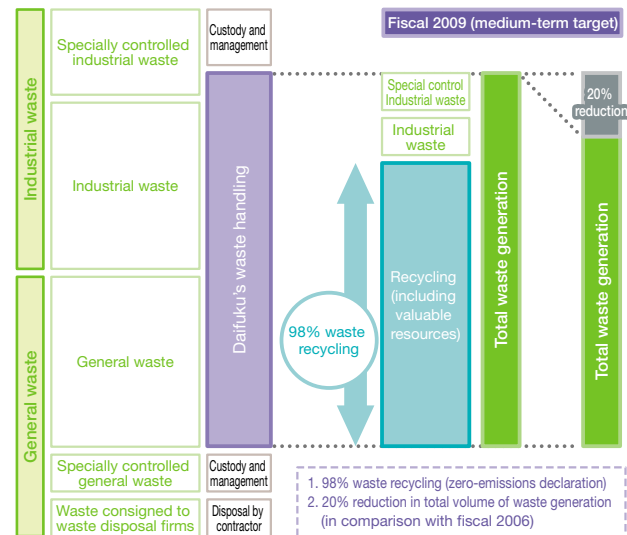 Industrial waste
General waste
Specially controlled
industrial waste
Industrial waste
General waste
Specially controlled
general waste
Waste consigned to
waste disposal firms
Custody and
management
Daifuku's waste handling
Custody and
management
Disposal by
contractor
98% waste
recycling
Fiscal 2009 (medium-term target)
Special control
Industrial waste
Industrial
waste
Recycling
(including
valuable
resources)
Total waste generation
20%
reduction
Total waste generation
1. 98% waste recycling (zero-emissions declaration)
2. 20% reduction in total volume of waste generation
(in comparison with fiscal 2006)